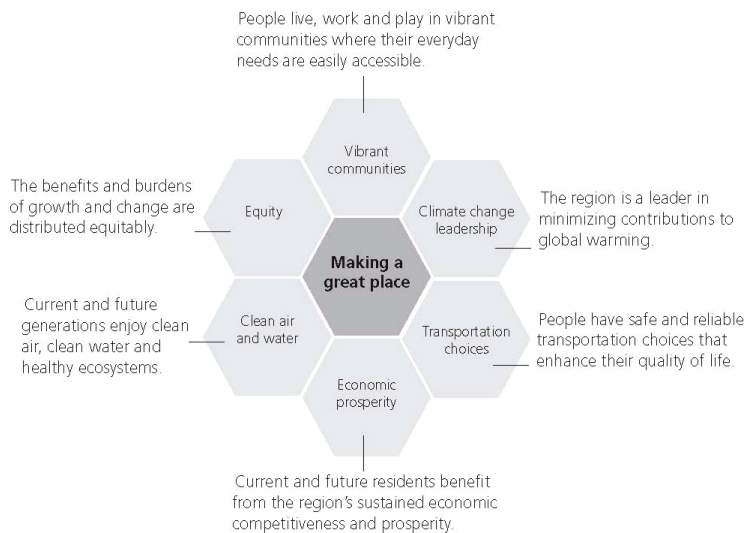 People live, work and play in vibrant
communities where their everyday
needs are easily accessible.
Vibrant
communities
The benefits and burdens
of growth and change are
distributed equitably.
Equity
Climate change
leadership
The region is a leader in
minimizing contributions to
global warming.
Making a
great place
Current and future
generations enjoy clean
air, clean water and
healthy ecosystems.
Clean air
and water
Transportation
choices
People have safe and reliable
transportation choices that
enhance their quality of life.
Economic
prosperity
Current and future residents benefit
from the region's sustained economic
competitiveness and prosperity.